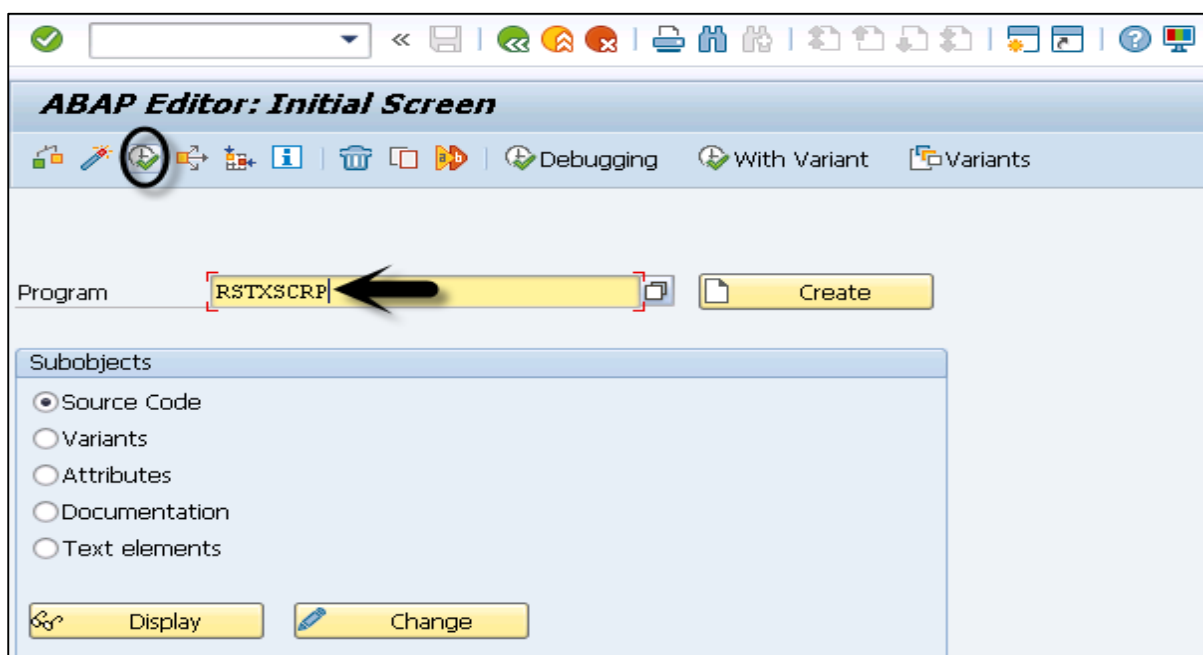 ABAP Editor: Initial Screen
Debugging With Variant Variants
Program RSTXSCRP Create
Subobjects
Source Code
Variants
Attributes
Documentation
Text elements
Display Change